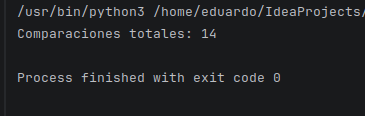 /usr/bin/python3 /home/eduardo/IdeaProjects/
Comparaciones totales: 14
Process finished with exit code 0